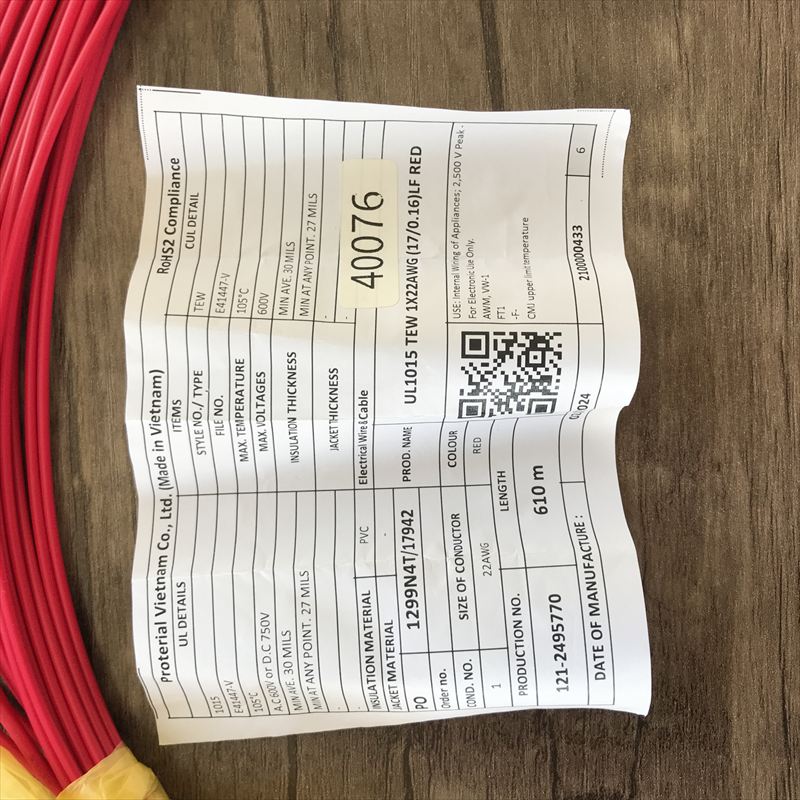 Proterial Vietnam Co., Ltd. (Made in Vietnam) RoHS2 Compliance
UL DETAILS ITEMS CUL DETAIL
1015 STYLE NO./ TYPE TEW
E41447-V FILE NO. E41447-V
105°C MAX. TEMPERATURE 105°C
A.C 600V or D.C 750V MAX. VOLTAGES 600V
MIN AVE. 30 MILS INSULATION THICKNESS MIN AVE. 30 MILS
MIN AT ANY POINT. 27 MILS MIN AT ANY POINT. 27 MILS
- JACKET THICKNESS -
INSULATION MATERIAL PVC Electrical Wire & Cable
JACKET MATERIAL -
40076
PO 1299N4T/17942 PROD. NAME UL1015 TEW 1X22AWG (17/0.16)LF RED
Order no.
COND. NO. SIZE OF CONDUCTOR COLOUR
1 22AWG RED
USE: Internal Wiring of Appliances; 2,500 V Peak -
For Electronic Use Only.
AWM, VW-1
FT1
-F-
CMJ upper limit temperature
PRODUCTION NO. LENGTH
121-2495770 610 m
DATE OF MANUFACTURE : 024 2100000433 6